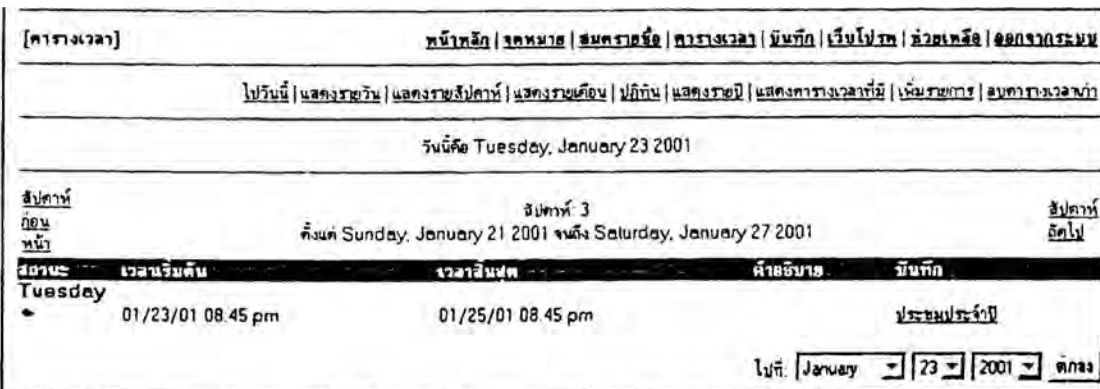 [ตารางเวลา] หน้าหลัก | จดหมาย | สมุดรายชื่อ | ตารางเวลา | บันทึก | เว็บโปรด | ช่วยเหลือ | ออกจากระบบ
ไปวันนี้ | แสดงรายวัน | แสดงรายสัปดาห์ | แสดงรายเดือน | ปฏิทิน | แสดงรายปี | แสดงตารางเวลาที่มี | เพิ่มรายการ | ลบตารางเวลาเก่า
วันนี้คือ Tuesday, January 23 2001
สัปดาห์
ก่อน
หน้า
สัปดาห์: 3
ตั้งแต่ Sunday, January 21 2001 จนถึง Saturday, January 27 2001
สัปดาห์
ถัดไป
สถานะ เวลาเริ่มต้น เวลาสิ้นสุด คำอธิบาย บันทึก
Tuesday
01/23/01 08:45 pm 01/25/01 08:45 pm ประชุมประจำปี
ไปที่: January 23 2001 ตกลง